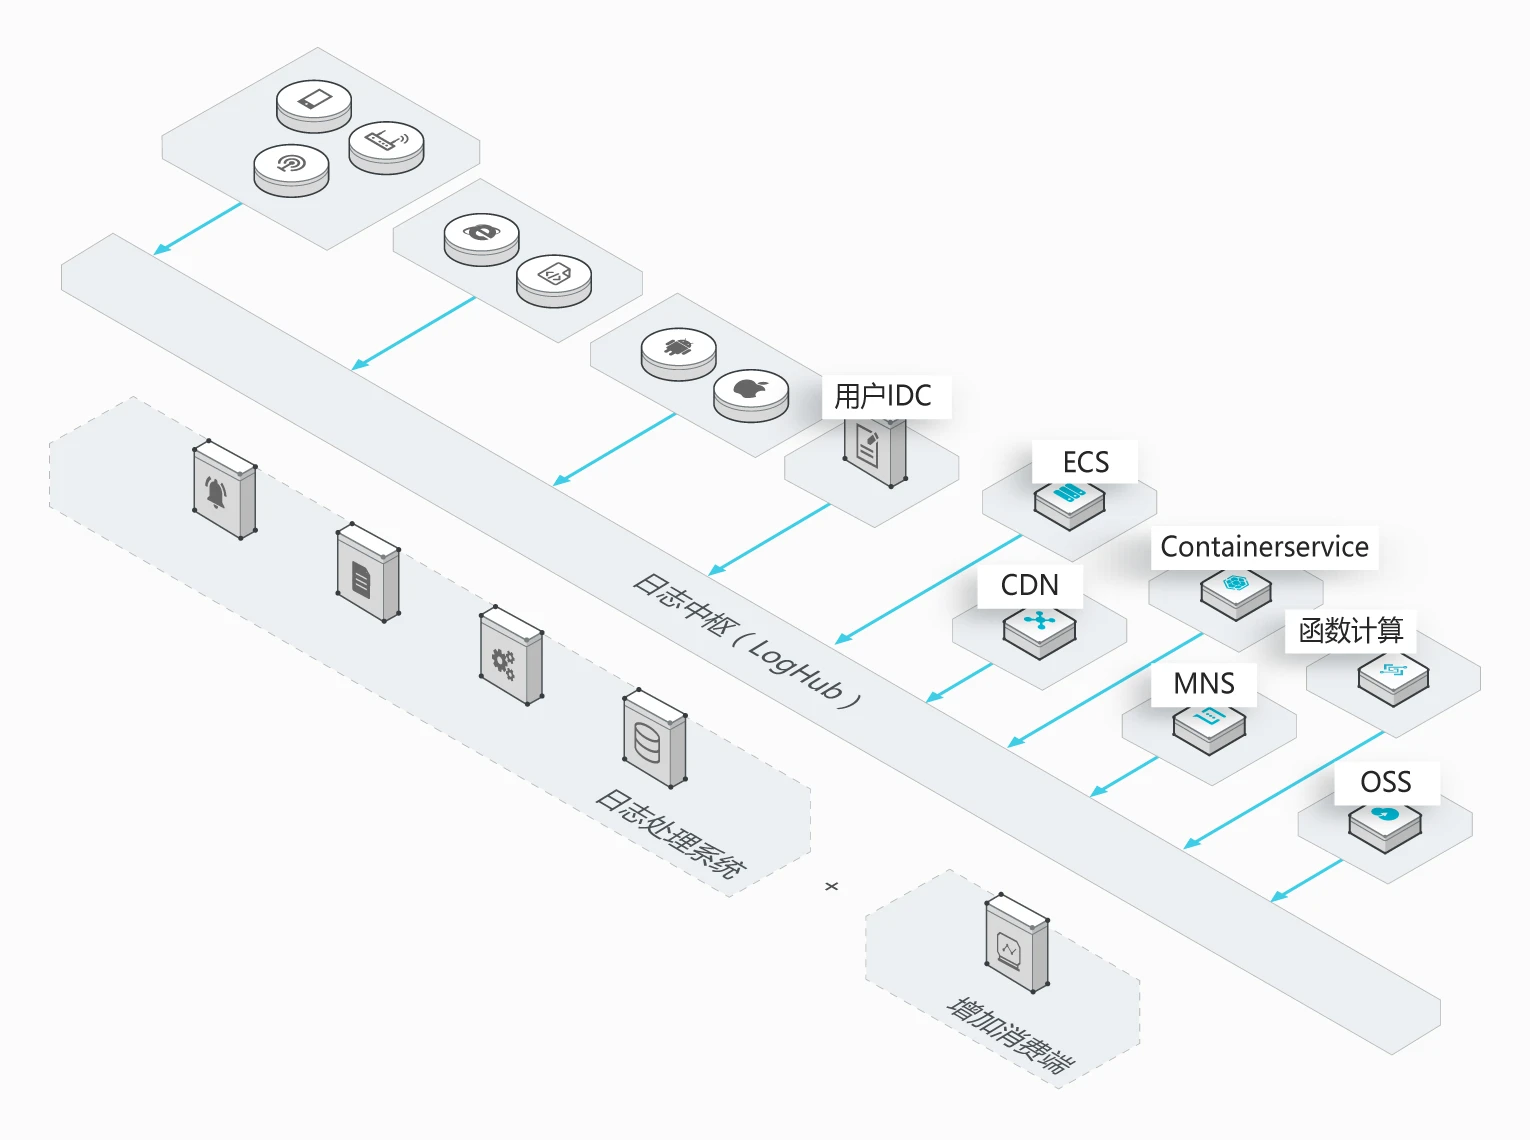 用户IDC
ECS
Containerservice
CDN
函数计算
MNS
OSS
日志中枢（LogHub）
日志处理系统
+
增加消费端